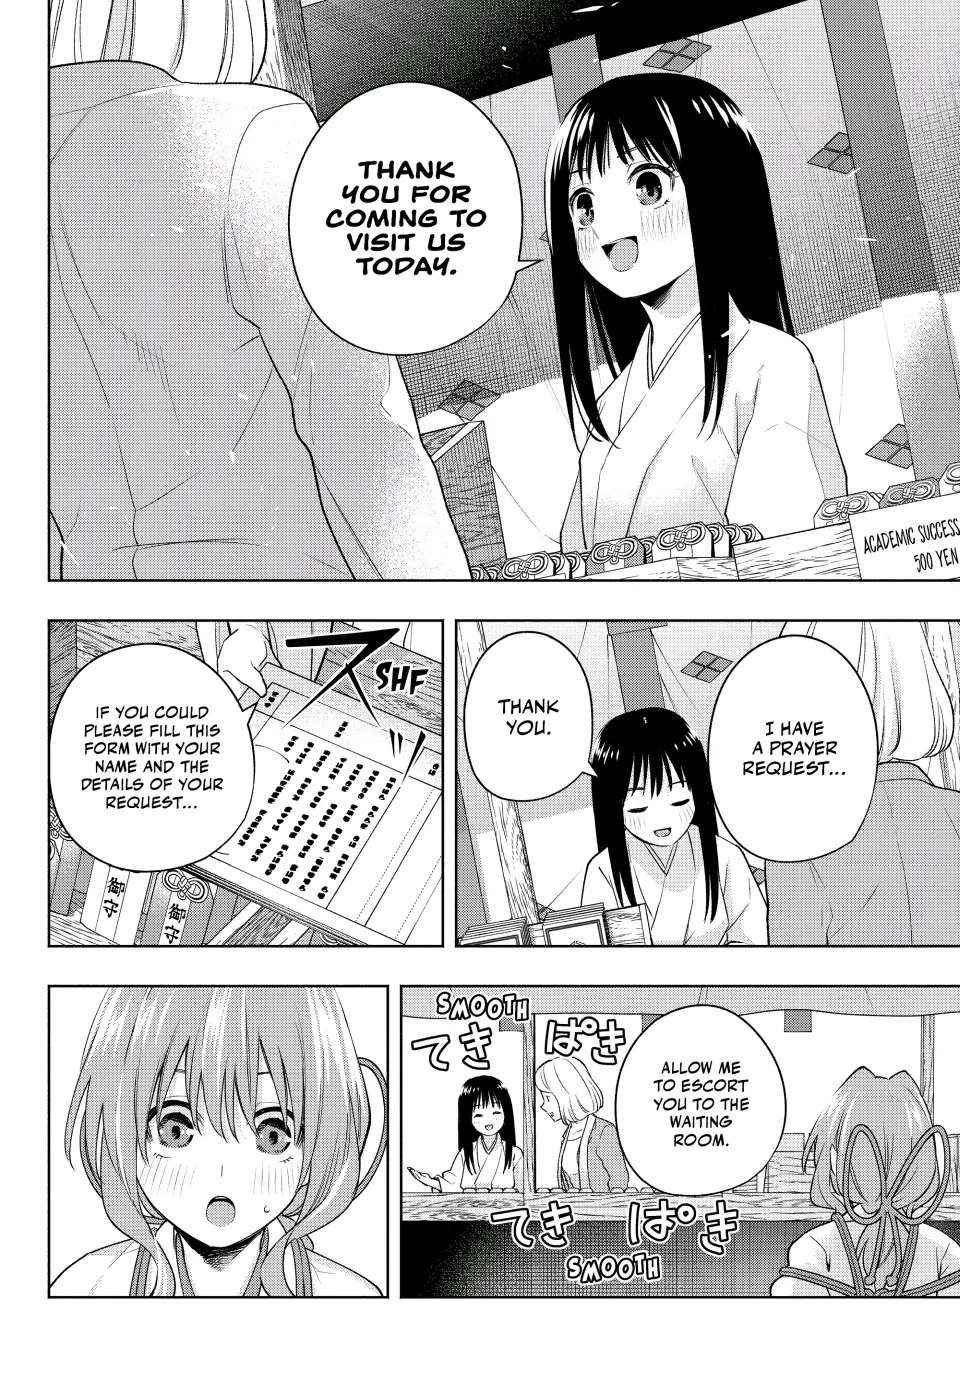 THANK
YOU FOR
COMING TO
VISIT US
TODAY.
ACADEMIC SUCCESS
500 YEN
I HAVE
A PRAYER
REQUEST...
THANK
YOU.
SHF
IF YOU COULD
PLEASE FILL THIS
FORM WITH YOUR
NAME AND THE
DETAILS OF YOUR
REQUEST...
御守
御守
SMOOTH
てき
ぱき
ALLOW ME
TO ESCORT
YOU TO THE
WAITING
ROOM.
てき
ぱき
SMOOTH